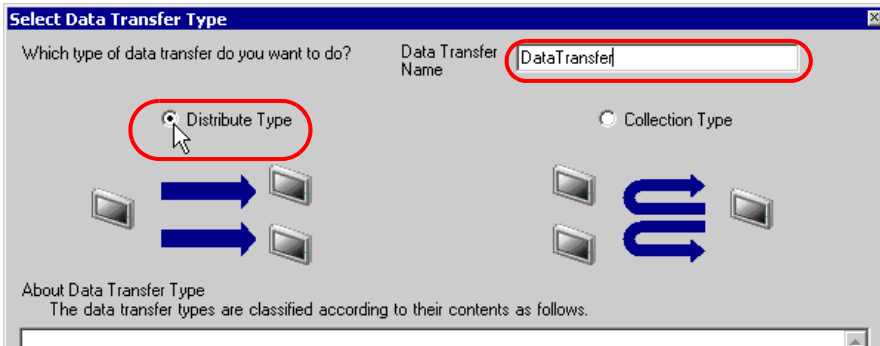 Select Data Transfer Type
Which type of data transfer do you want to do?
Data Transfer
Name
DataTransfer
Distribute Type
Collection Type
About Data Transfer Type
The data transfer types are classified according to their contents as follows.